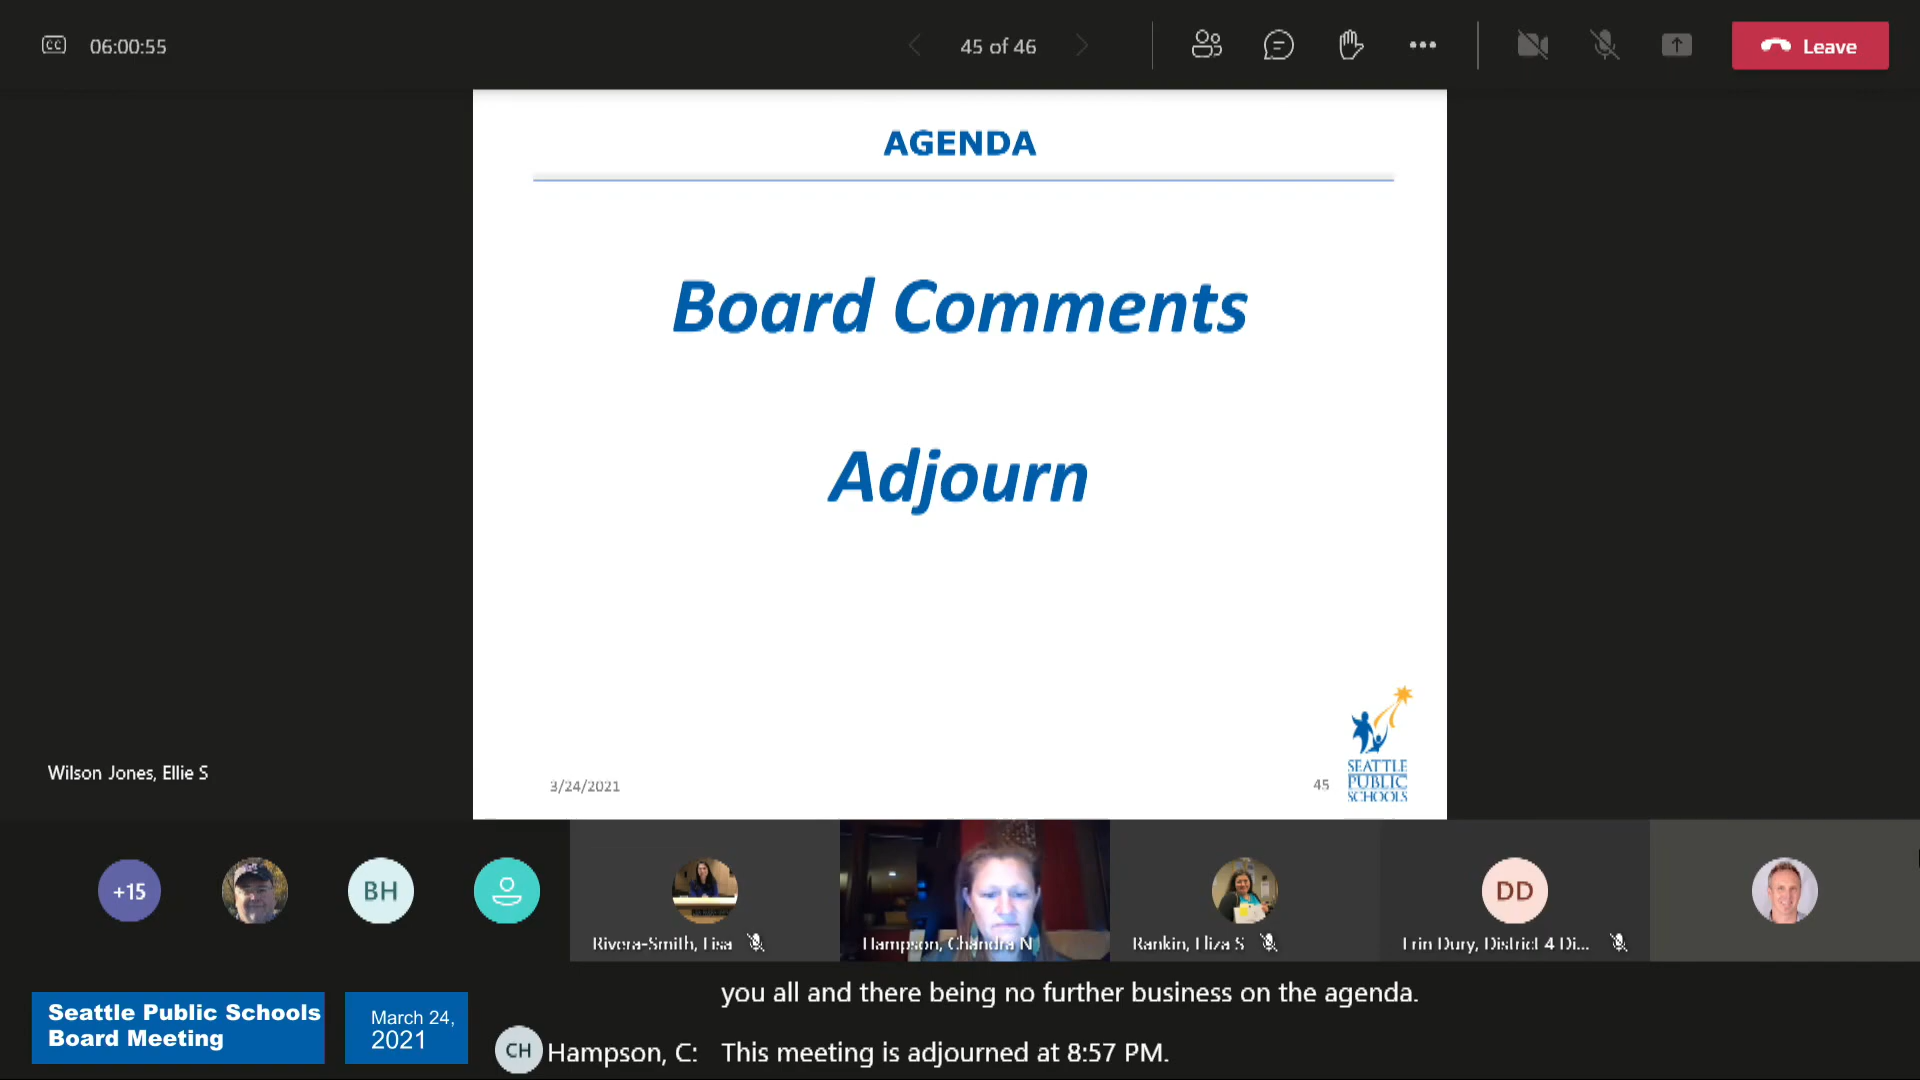 CC 06:00:55
45 of 46
Leave
AGENDA
Board Comments
Adjourn
Wilson Jones, Ellie S
3/24/2021
45
SEATTLE
PUBLIC
SCHOOLS
+15
BH
DD
Rivera-Smith, Lisa
Hampson, Chandra N
Rankin, Liza S
Erin Dury, District 4 Di...
you all and there being no further business on the agenda.
Seattle Public Schools
Board Meeting
March 24,
2021
CH Hampson, C: This meeting is adjourned at 8:57 PM.